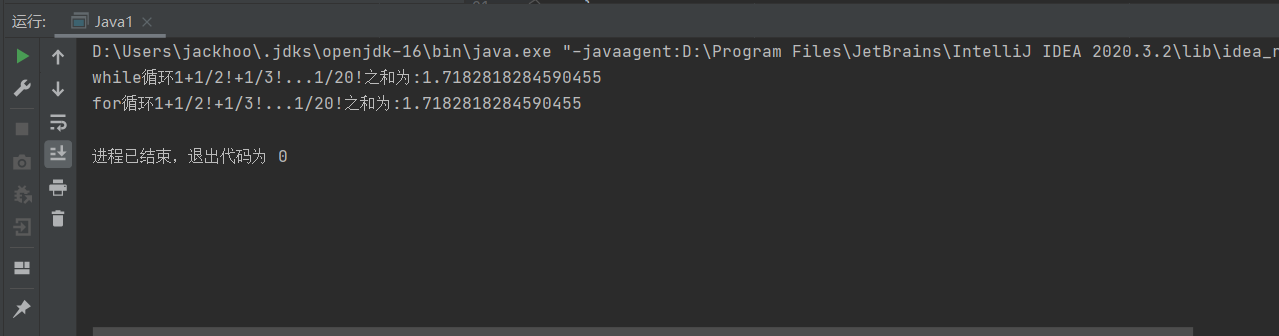 运行: Java1
D:\Users\jackhoo\.jdks\openjdk-16\bin\java.exe "-javaagent:D:\Program Files\JetBrains\IntelliJ IDEA 2020.3.2\lib\idea_r
while循环1+1/2!+1/3!...1/20!之和为:1.7182818284590455
for循环1+1/2!+1/3!...1/20!之和为:1.7182818284590455
进程已结束，退出代码为 0